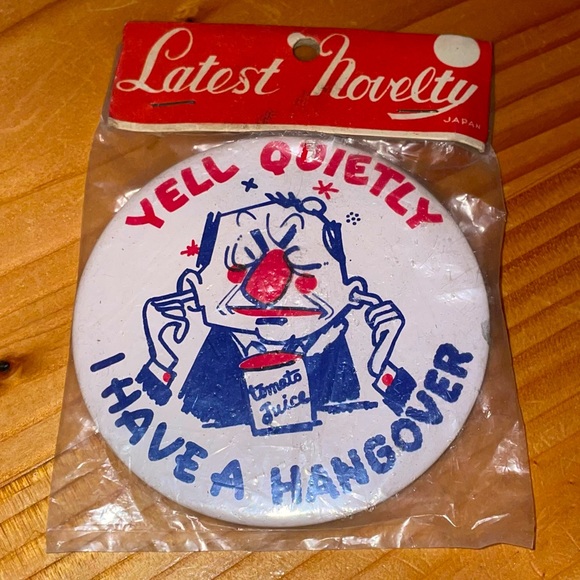 Latest Novelty
JAPAN
YELL QUIETLY
tomato
Juice
I HAVE A HANGOVER